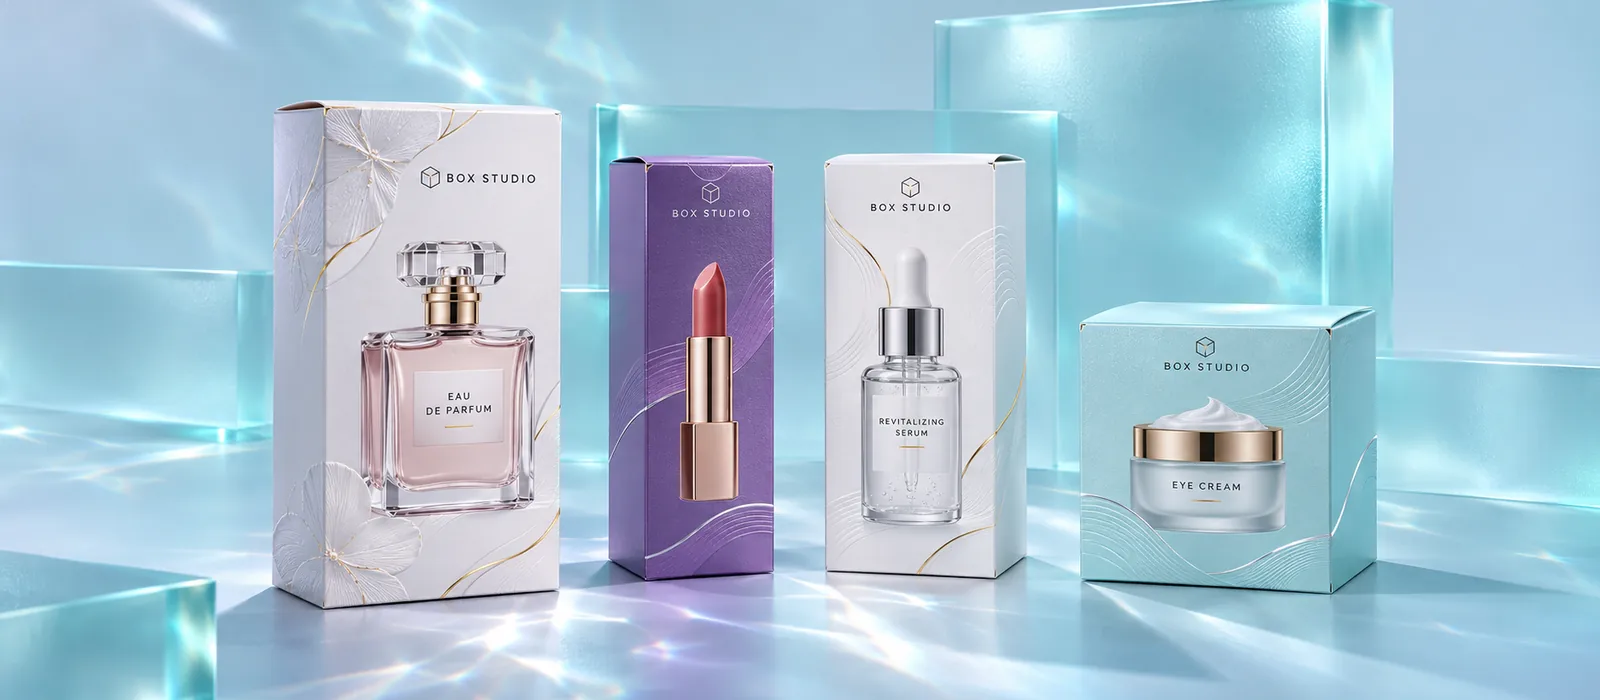 BOX STUDIO
EAU
DE PARFUM
BOX STUDIO
BOX STUDIO
REVITALIZING
SERUM
BOX STUDIO
EYE CREAM